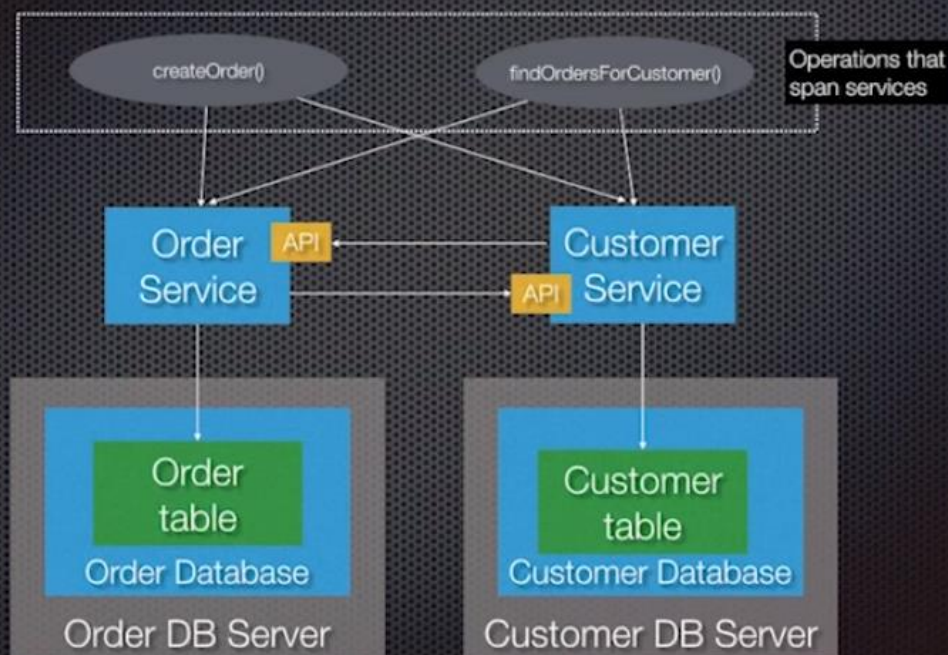 createOrder()
findOrdersForCustomer()
Operations that
span services
Order
Service
API
API
Customer
Service
Order
table
Order Database
Order DB Server
Customer
table
Customer Database
Customer DB Server